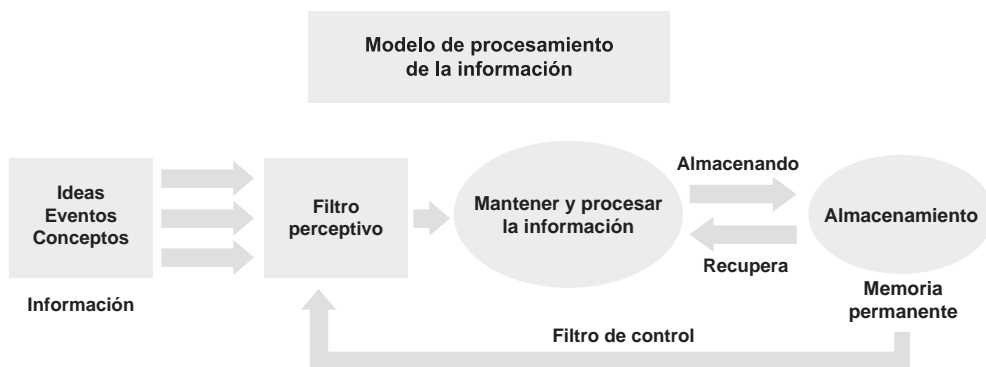 Modelo de procesamiento
de la información
Ideas
Eventos
Conceptos
Información
Filtro
perceptivo
Mantener y procesar
la información
Almacenando
Recupera
Almacenamiento
Memoria
permanente
Filtro de control